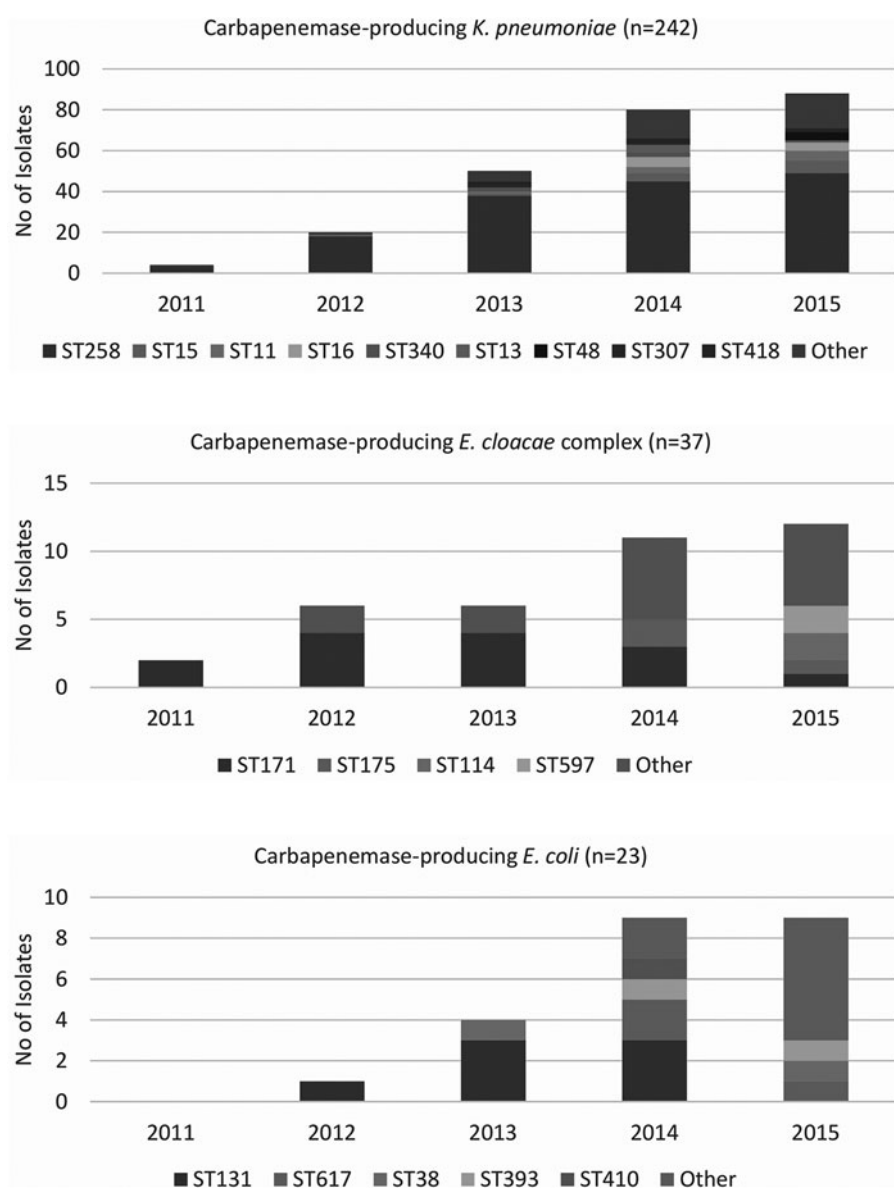 Carbapenemase-producing K. pneumoniae (n=242)
100
80
60
40
20
0
No of Isolates
2011 2012 2013 2014 2015
ST258 ST15 ST11 ST16 ST340 ST13 ST48 ST307 ST418 Other
Carbapenemase-producing E. cloacae complex (n=37)
15
10
5
0
No of Isolates
2011 2012 2013 2014 2015
ST171 ST175 ST114 ST597 Other
Carbapenemase-producing E. coli (n=23)
10
8
6
4
2
0
No of Isolates
2011 2012 2013 2014 2015
ST131 ST617 ST38 ST393 ST410 Other